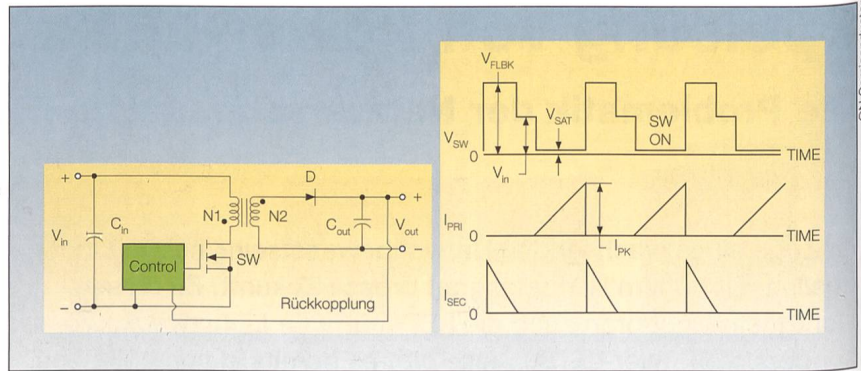 +
D
+
N1
N2
V_in
C_in
C_out
V_out
−
Control
SW
−
Rückkopplung
V_FLBK
V_SAT
SW
ON
V_SW
0
TIME
V_in
I_PRI
0
TIME
I_PK
I_SEC
0
TIME